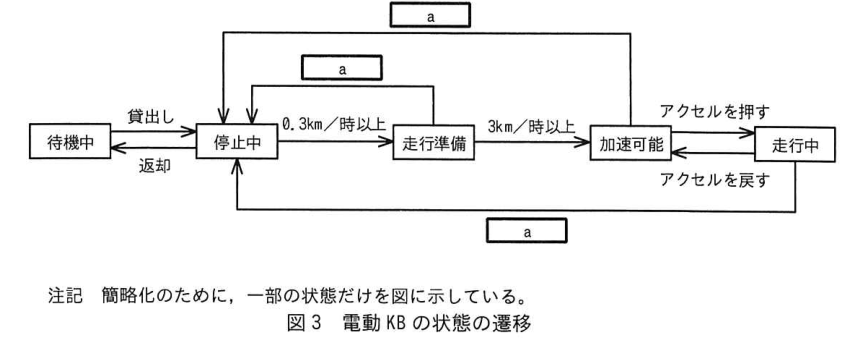 a
a
貸出し
0.3km／時以上
3km／時以上
アクセルを押す
待機中
停止中
走行準備
加速可能
走行中
返却
アクセルを戻す
a
注記　簡略化のために，一部の状態だけを図に示している。
図３　電動 KB の状態の遷移